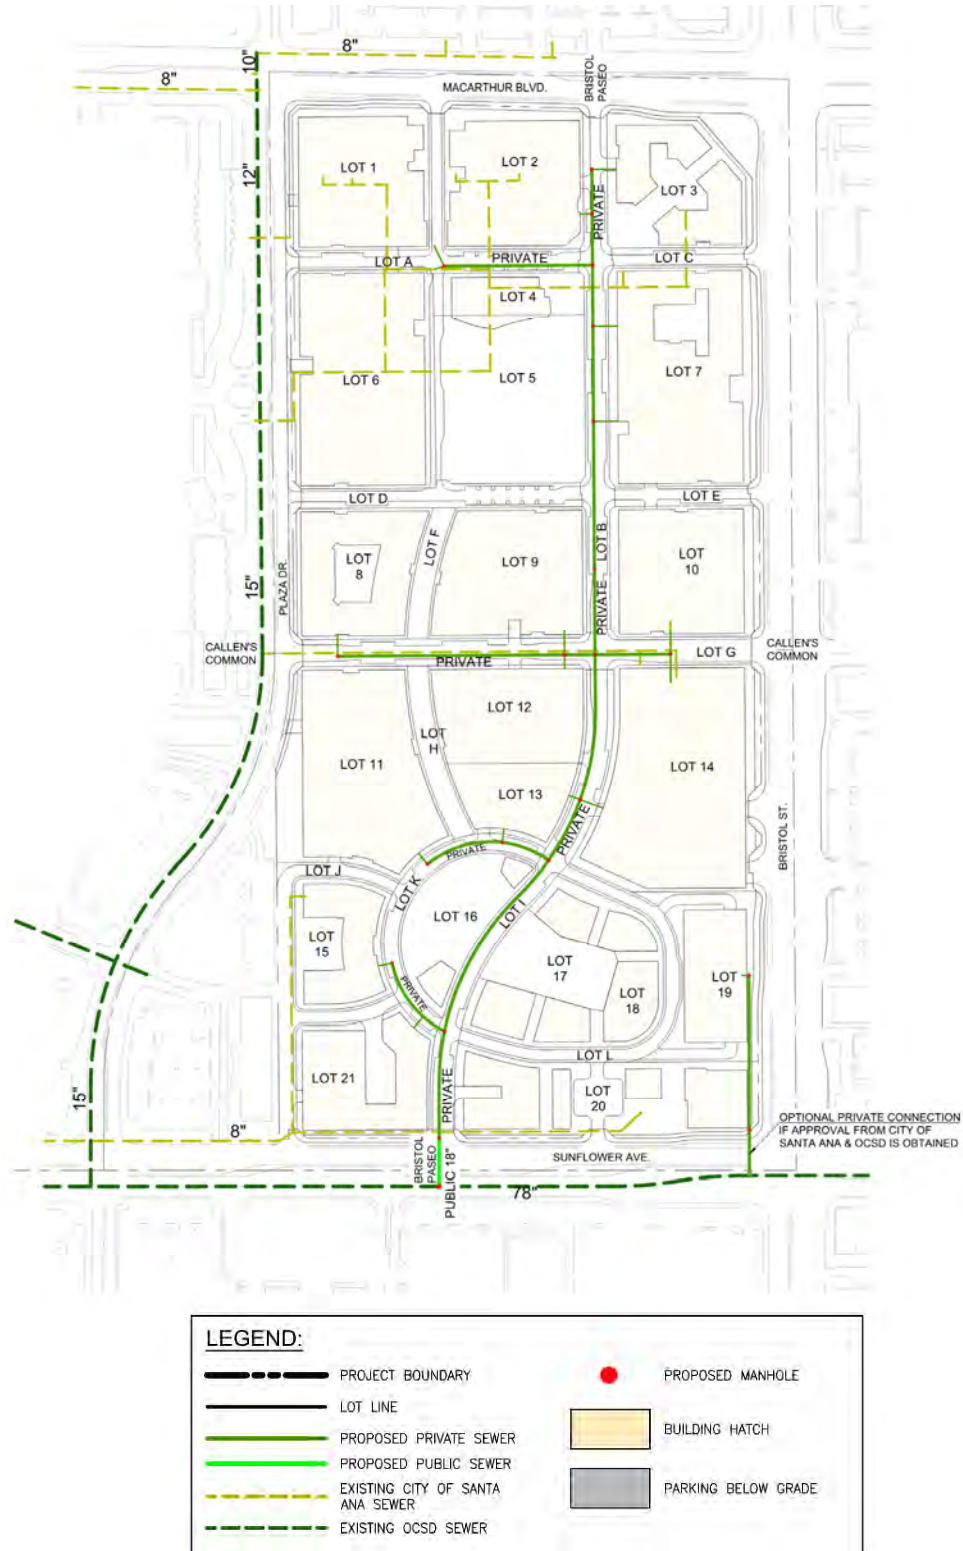 8"
10"
8"
BRISTOL
PASEO
MACARTHUR BLVD.
12"
LOT 1
LOT 2
LOT 3
PRIVATE
LOT A
PRIVATE
LOT C
LOT 4
LOT 6
LOT 5
LOT 7
LOT D
LOT E
LOT F
LOT B
LOT
8
LOT 9
LOT
10
15"
PLAZA DR.
PRIVATE
CALLEN'S
COMMON
PRIVATE
LOT G
CALLEN'S
COMMON
LOT 12
LOT
H
LOT 11
LOT 14
LOT 13
PRIVATE
BRISTOL ST.
PRIVATE
LOT J
LOT K
LOT 16
LOT I
LOT
15
LOT
17
LOT
19
LOT
18
PRIVATE
LOT L
LOT 21
PRIVATE
LOT
20
15"
8"
OPTIONAL PRIVATE CONNECTION
IF APPROVAL FROM CITY OF
SANTA ANA & OCSD IS OBTAINED
BRISTOL
PASEO
SUNFLOWER AVE.
PUBLIC 18"
78"
LEGEND:
PROJECT BOUNDARY
LOT LINE
PROPOSED PRIVATE SEWER
PROPOSED PUBLIC SEWER
EXISTING CITY OF SANTA
ANA SEWER
EXISTING OCSD SEWER
PROPOSED MANHOLE
BUILDING HATCH
PARKING BELOW GRADE